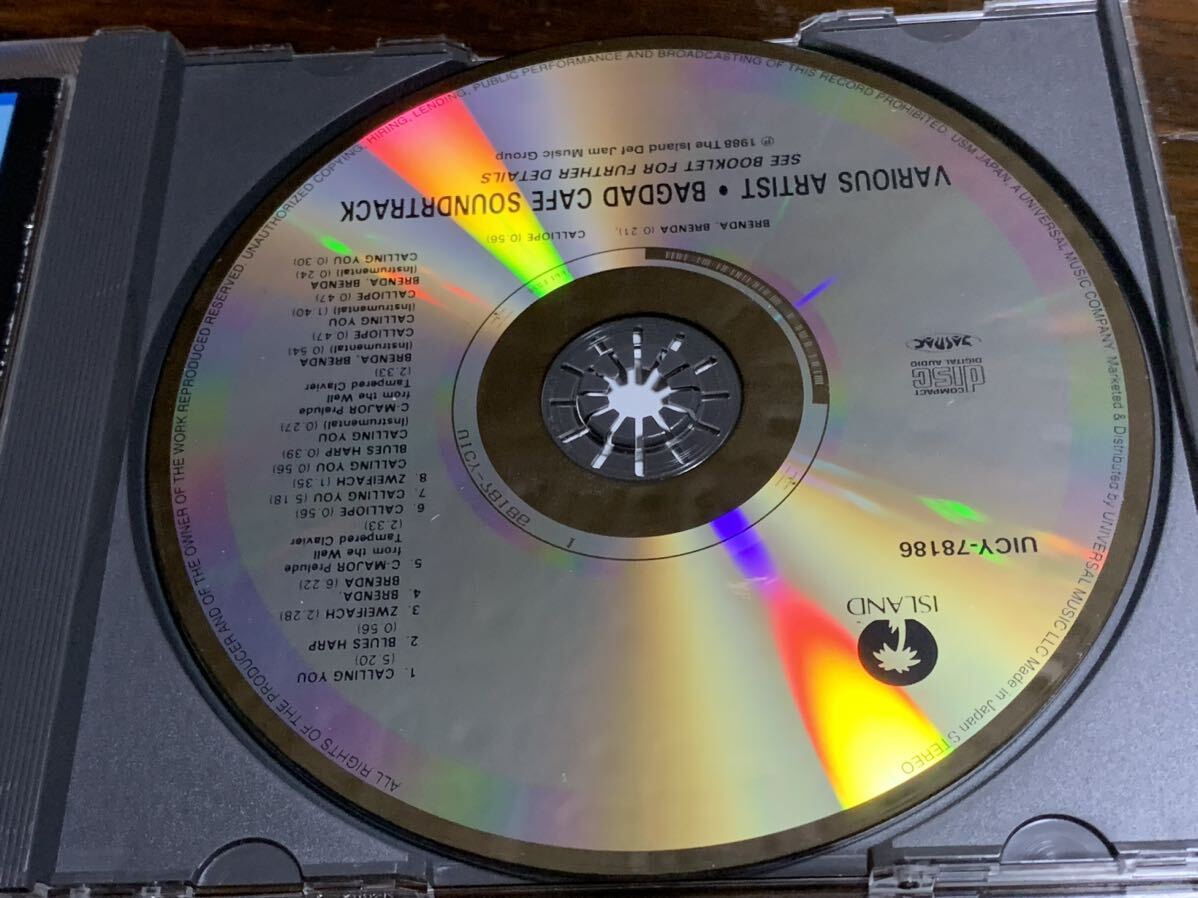 ISLAND
UICY-78186
COMPACT
disc
DIGITAL AUDIO
JASRAC
1. CALLING YOU
(5.20)
2. BLUES HARP
(0.56)
3. ZWEIFACH (2.28)
4. BRENDA,
BRENDA (6.22)
5. C-MAJOR Prelude
from the Well
Tampered Clavier
(2.33)
6. CALLIOPE (0.56)
7. CALLING YOU (5.18)
8. ZWEIFACH (1.35)
CALLING YOU (0.56)
BLUES HARP (0.39)
CALLING YOU
(Instrumental) (0.27)
C-MAJOR Prelude
from the Well
Tampered Clavier
(2.33)
BRENDA, BRENDA
(Instrumental) (0.54)
CALLIOPE (0.47)
CALLING YOU
(Instrumental) (1.40)
CALLIOPE (0.47)
BRENDA, BRENDA
(Instrumental) (0.24)
CALLING YOU (0.30)
BRENDA, BRENDA (0.21), CALLIOPE (0.56)
VARIOUS ARTIST • BAGDAD CAFE SOUNDRTRACK
SEE BOOKLET FOR FURTHER DETAILS
℗ 1988 The Island Def Jam Music Group
ALL RIGHTS OF THE PRODUCER AND OF THE OWNER OF THE WORK REPRODUCED RESERVED. UNAUTHORIZED COPYING, HIRING, LENDING, PUBLIC PERFORMANCE AND BROADCASTING OF THIS RECORD PROHIBITED. USM JAPAN, A UNIVERSAL MUSIC COMPANY Marketed & Distributed by UNIVERSAL MUSIC LLC Made in Japan STEREO